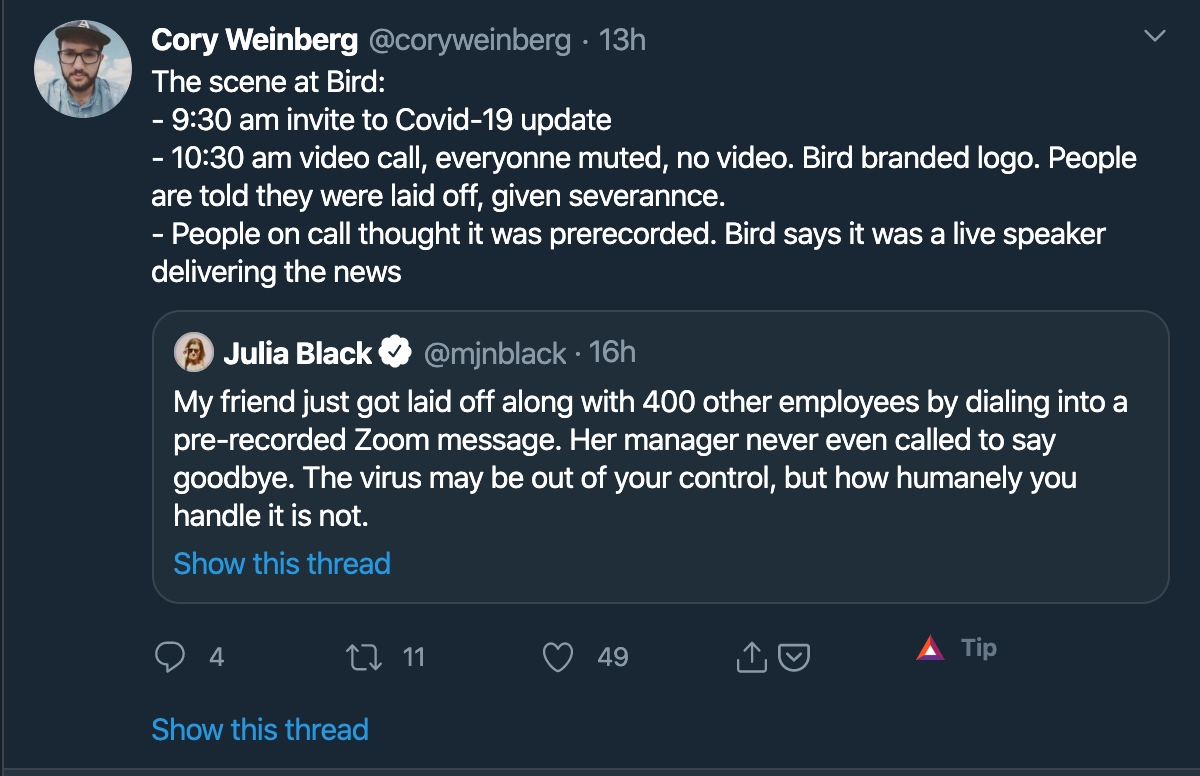 Cory Weinberg @coryweinberg · 13h
The scene at Bird:
- 9:30 am invite to Covid-19 update
- 10:30 am video call, everyonne muted, no video. Bird branded logo. People
are told they were laid off, given severannce.
- People on call thought it was prerecorded. Bird says it was a live speaker
delivering the news
Julia Black @mjnblack · 16h
My friend just got laid off along with 400 other employees by dialing into a
pre-recorded Zoom message. Her manager never even called to say
goodbye. The virus may be out of your control, but how humanely you
handle it is not.
Show this thread
4 11 49 Tip
Show this thread